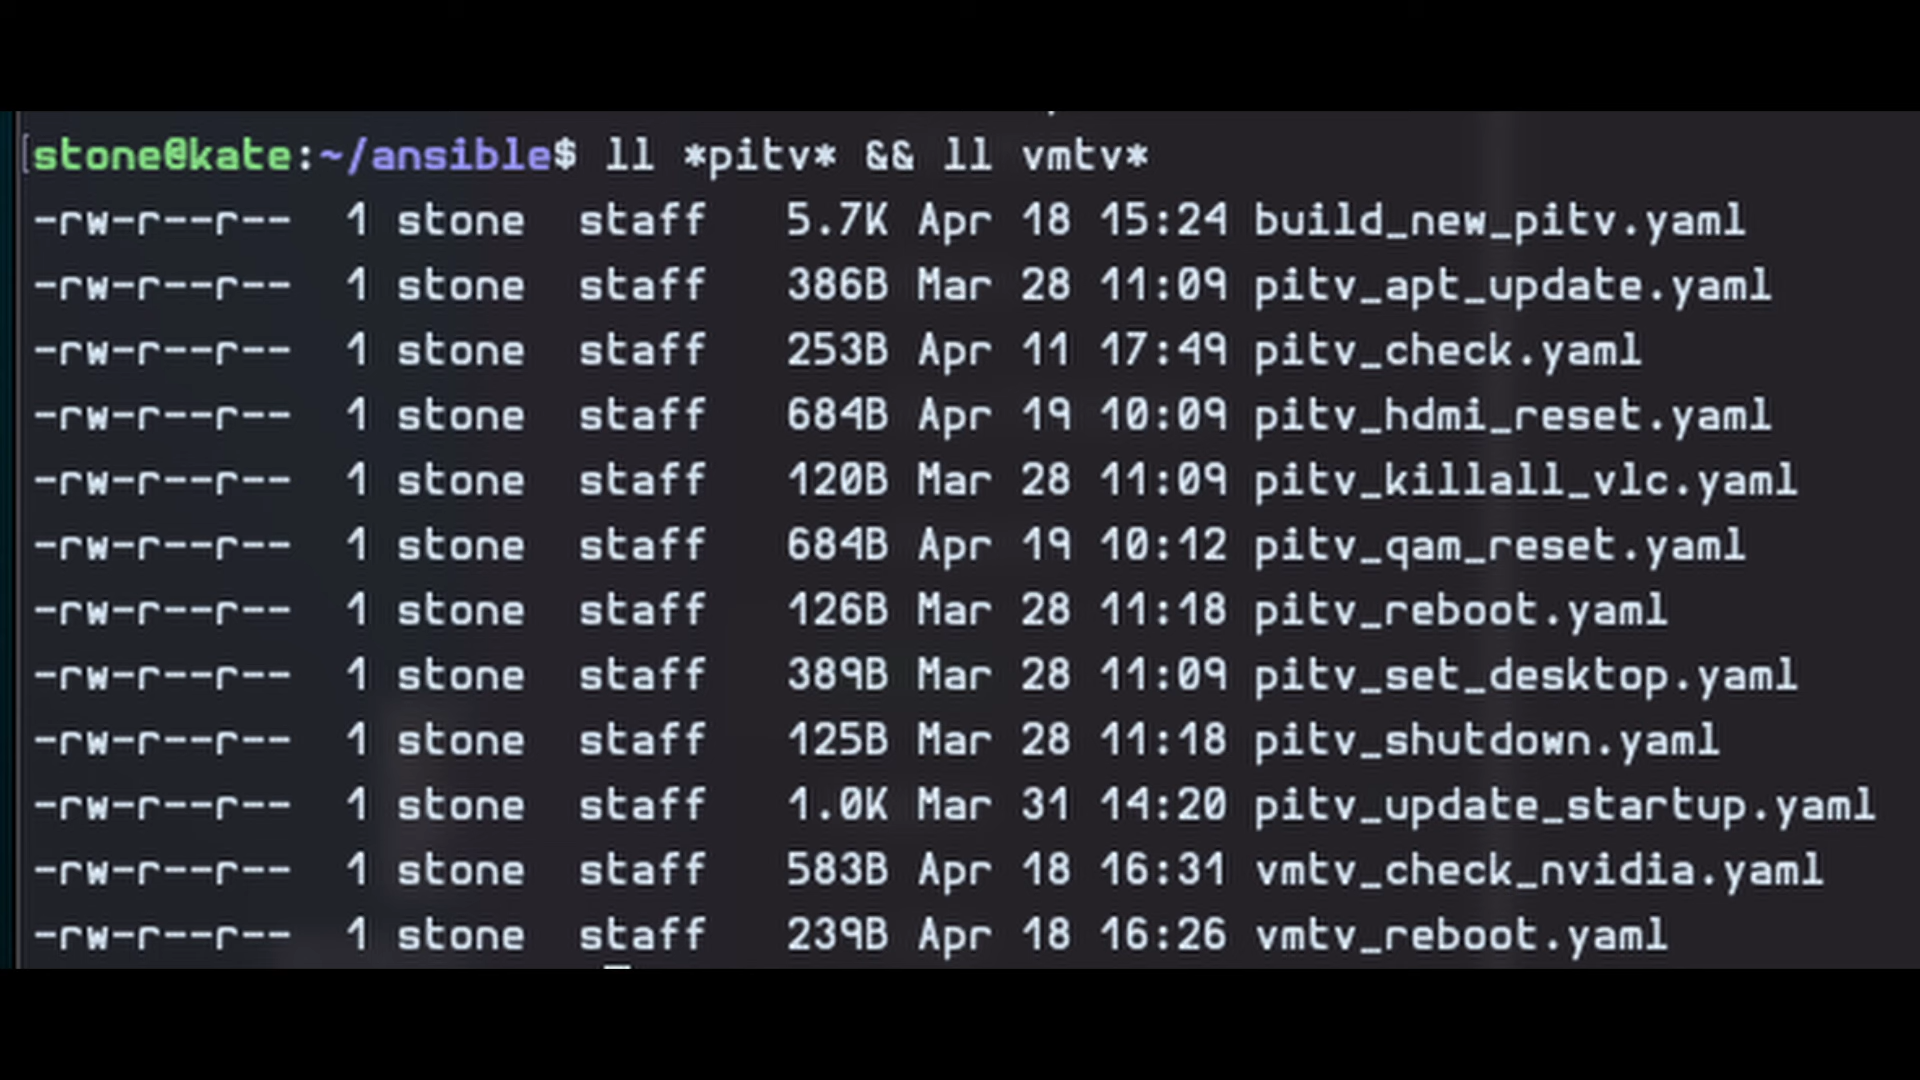 stone@kate:~/ansible$ ll *pitv* && ll vmtv*
-rw-r--r--  1 stone  staff   5.7K Apr 18 15:24 build_new_pitv.yaml
-rw-r--r--  1 stone  staff   386B Mar 28 11:09 pitv_apt_update.yaml
-rw-r--r--  1 stone  staff   253B Apr 11 17:49 pitv_check.yaml
-rw-r--r--  1 stone  staff   684B Apr 19 10:09 pitv_hdmi_reset.yaml
-rw-r--r--  1 stone  staff   120B Mar 28 11:09 pitv_killall_vlc.yaml
-rw-r--r--  1 stone  staff   684B Apr 19 10:12 pitv_qam_reset.yaml
-rw-r--r--  1 stone  staff   126B Mar 28 11:18 pitv_reboot.yaml
-rw-r--r--  1 stone  staff   389B Mar 28 11:09 pitv_set_desktop.yaml
-rw-r--r--  1 stone  staff   125B Mar 28 11:18 pitv_shutdown.yaml
-rw-r--r--  1 stone  staff   1.0K Mar 31 14:20 pitv_update_startup.yaml
-rw-r--r--  1 stone  staff   583B Apr 18 16:31 vmtv_check_nvidia.yaml
-rw-r--r--  1 stone  staff   239B Apr 18 16:26 vmtv_reboot.yaml